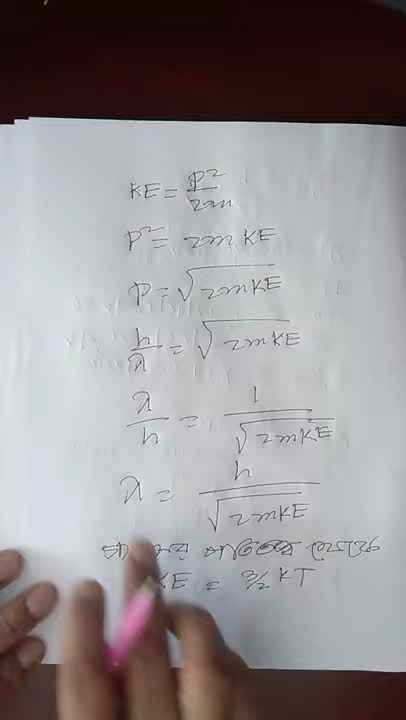 KE = p²/2m
p² = 2m KE
p = √2mKE
h/λ = √2mKE
λ/h = 1/√2mKE
λ = h/√2mKE
KE = 3/2 KT